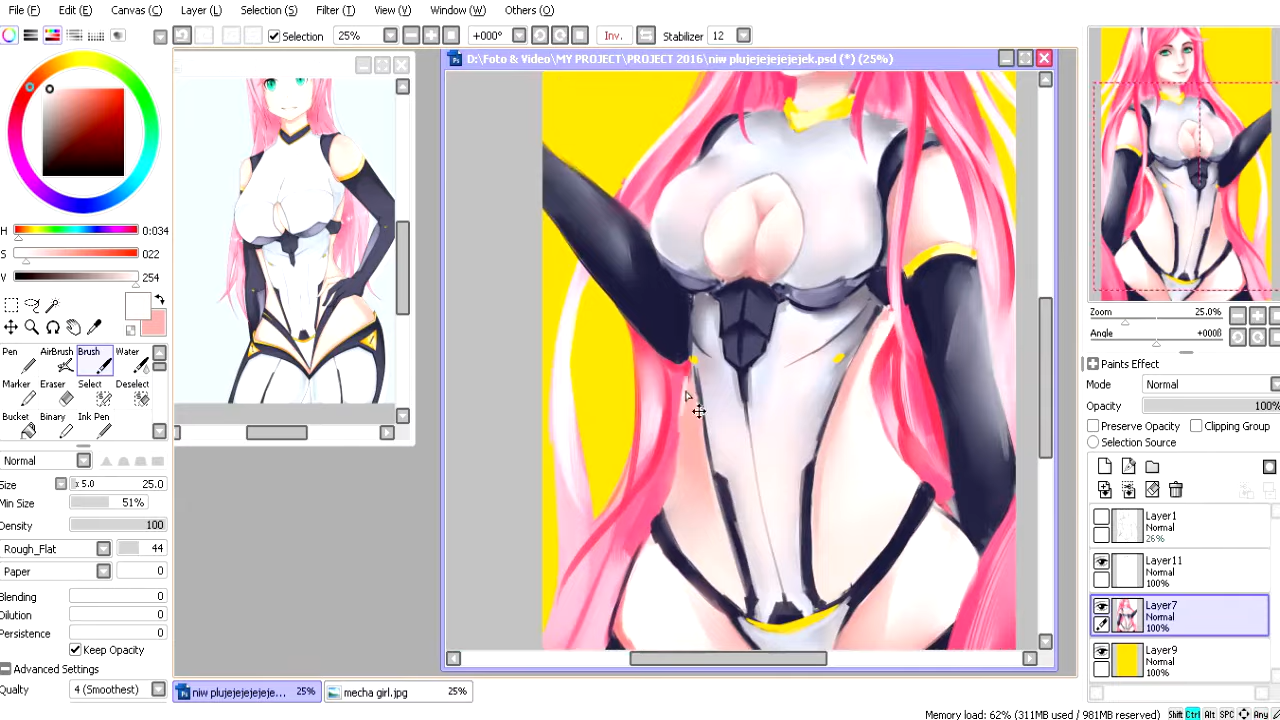 File (F) Edit (E) Canvas (C) Layer (L) Selection (S) Filter (T) View (V) Window (W) Others (O)
Selection 25% +000° Inv. Stabilizer 12
D:\Foto & Video\MY PROJECT\PROJECT 2016\niw plujejejejejejek.psd (*) (25%)
H 0:034
S 022
V 254
Pen AirBrush Brush Water
Marker Eraser Select Deselect
Bucket Binary Ink Pen
Normal
Size x 5.0 25.0
Min Size 51%
Density 100
Rough_Flat 44
Paper 0
Blending 0
Dilution 0
Persistence 0
Keep Opacity
Advanced Settings
Qualty 4 (Smoothest)
niw plujejejejejeje... 25%
mecha girl.jpg 25%
Zoom 25.0%
Angle +000ß
Paints Effect
Mode Normal
Opacity 100%
Preserve Opacity Clipping Group
Selection Source
Layer1
Normal
26%
Layer11
Normal
100%
Layer7
Normal
100%
Layer9
Normal
100%
Memory load: 62% (311MB used / 981MB reserved) Shift Ctrl Alt SPC Any